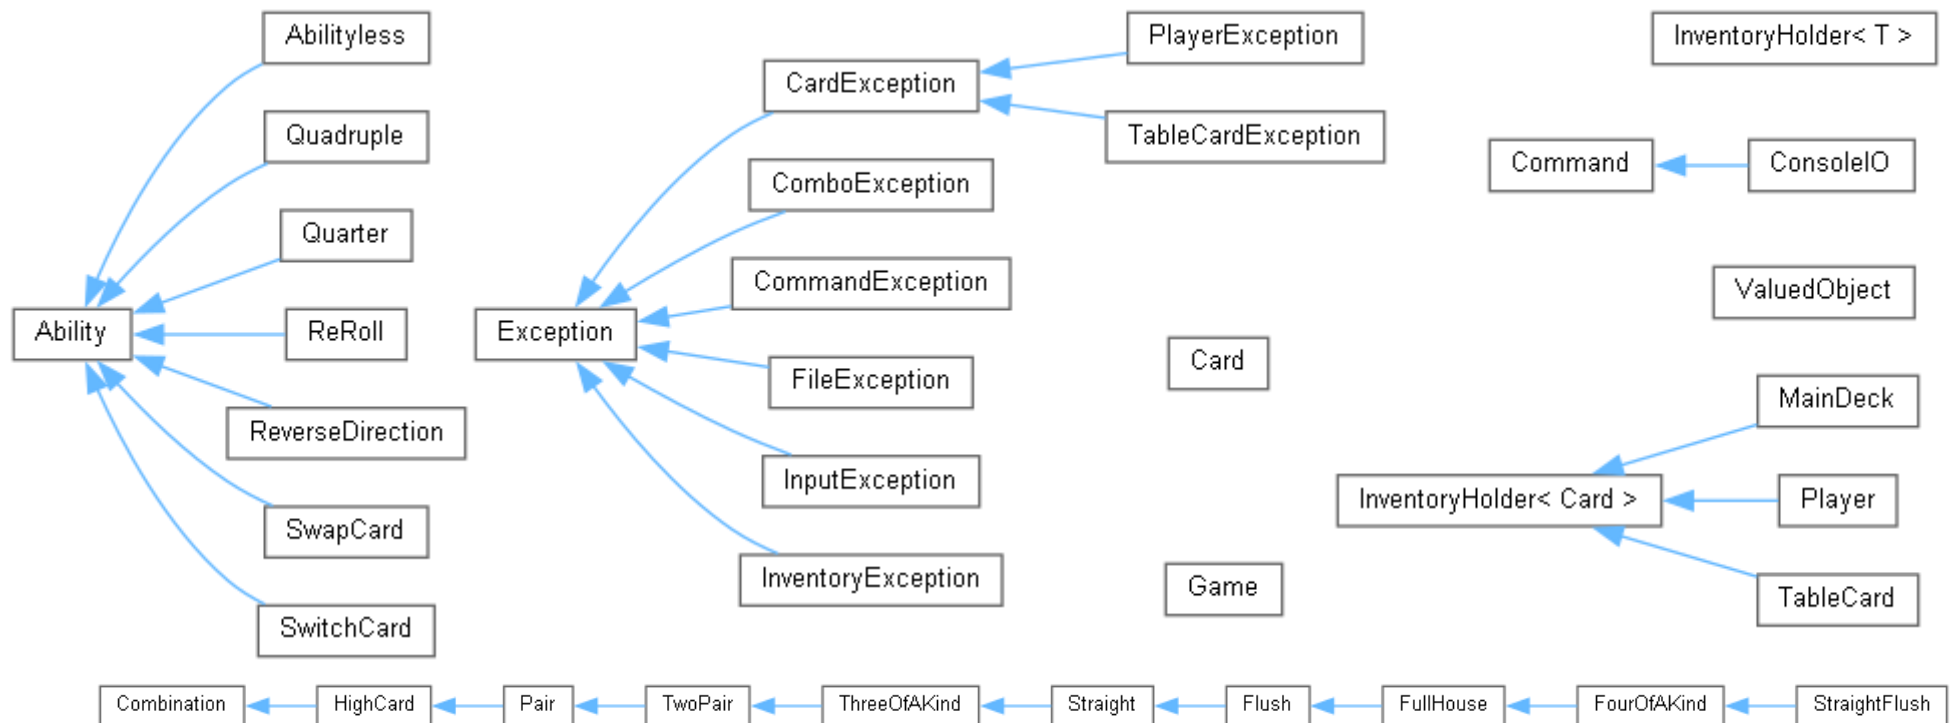 Abilityless
Quadruple
Quarter
Ability
ReRoll
ReverseDirection
SwapCard
SwitchCard
PlayerException
CardException
TableCardException
ComboException
CommandException
Exception
FileException
InputException
InventoryException
InventoryHolder< T >
Command
ConsoleIO
ValuedObject
Card
MainDeck
InventoryHolder< Card >
Player
TableCard
Game
Combination HighCard Pair TwoPair ThreeOfAKind Straight Flush FullHouse FourOfAKind StraightFlush